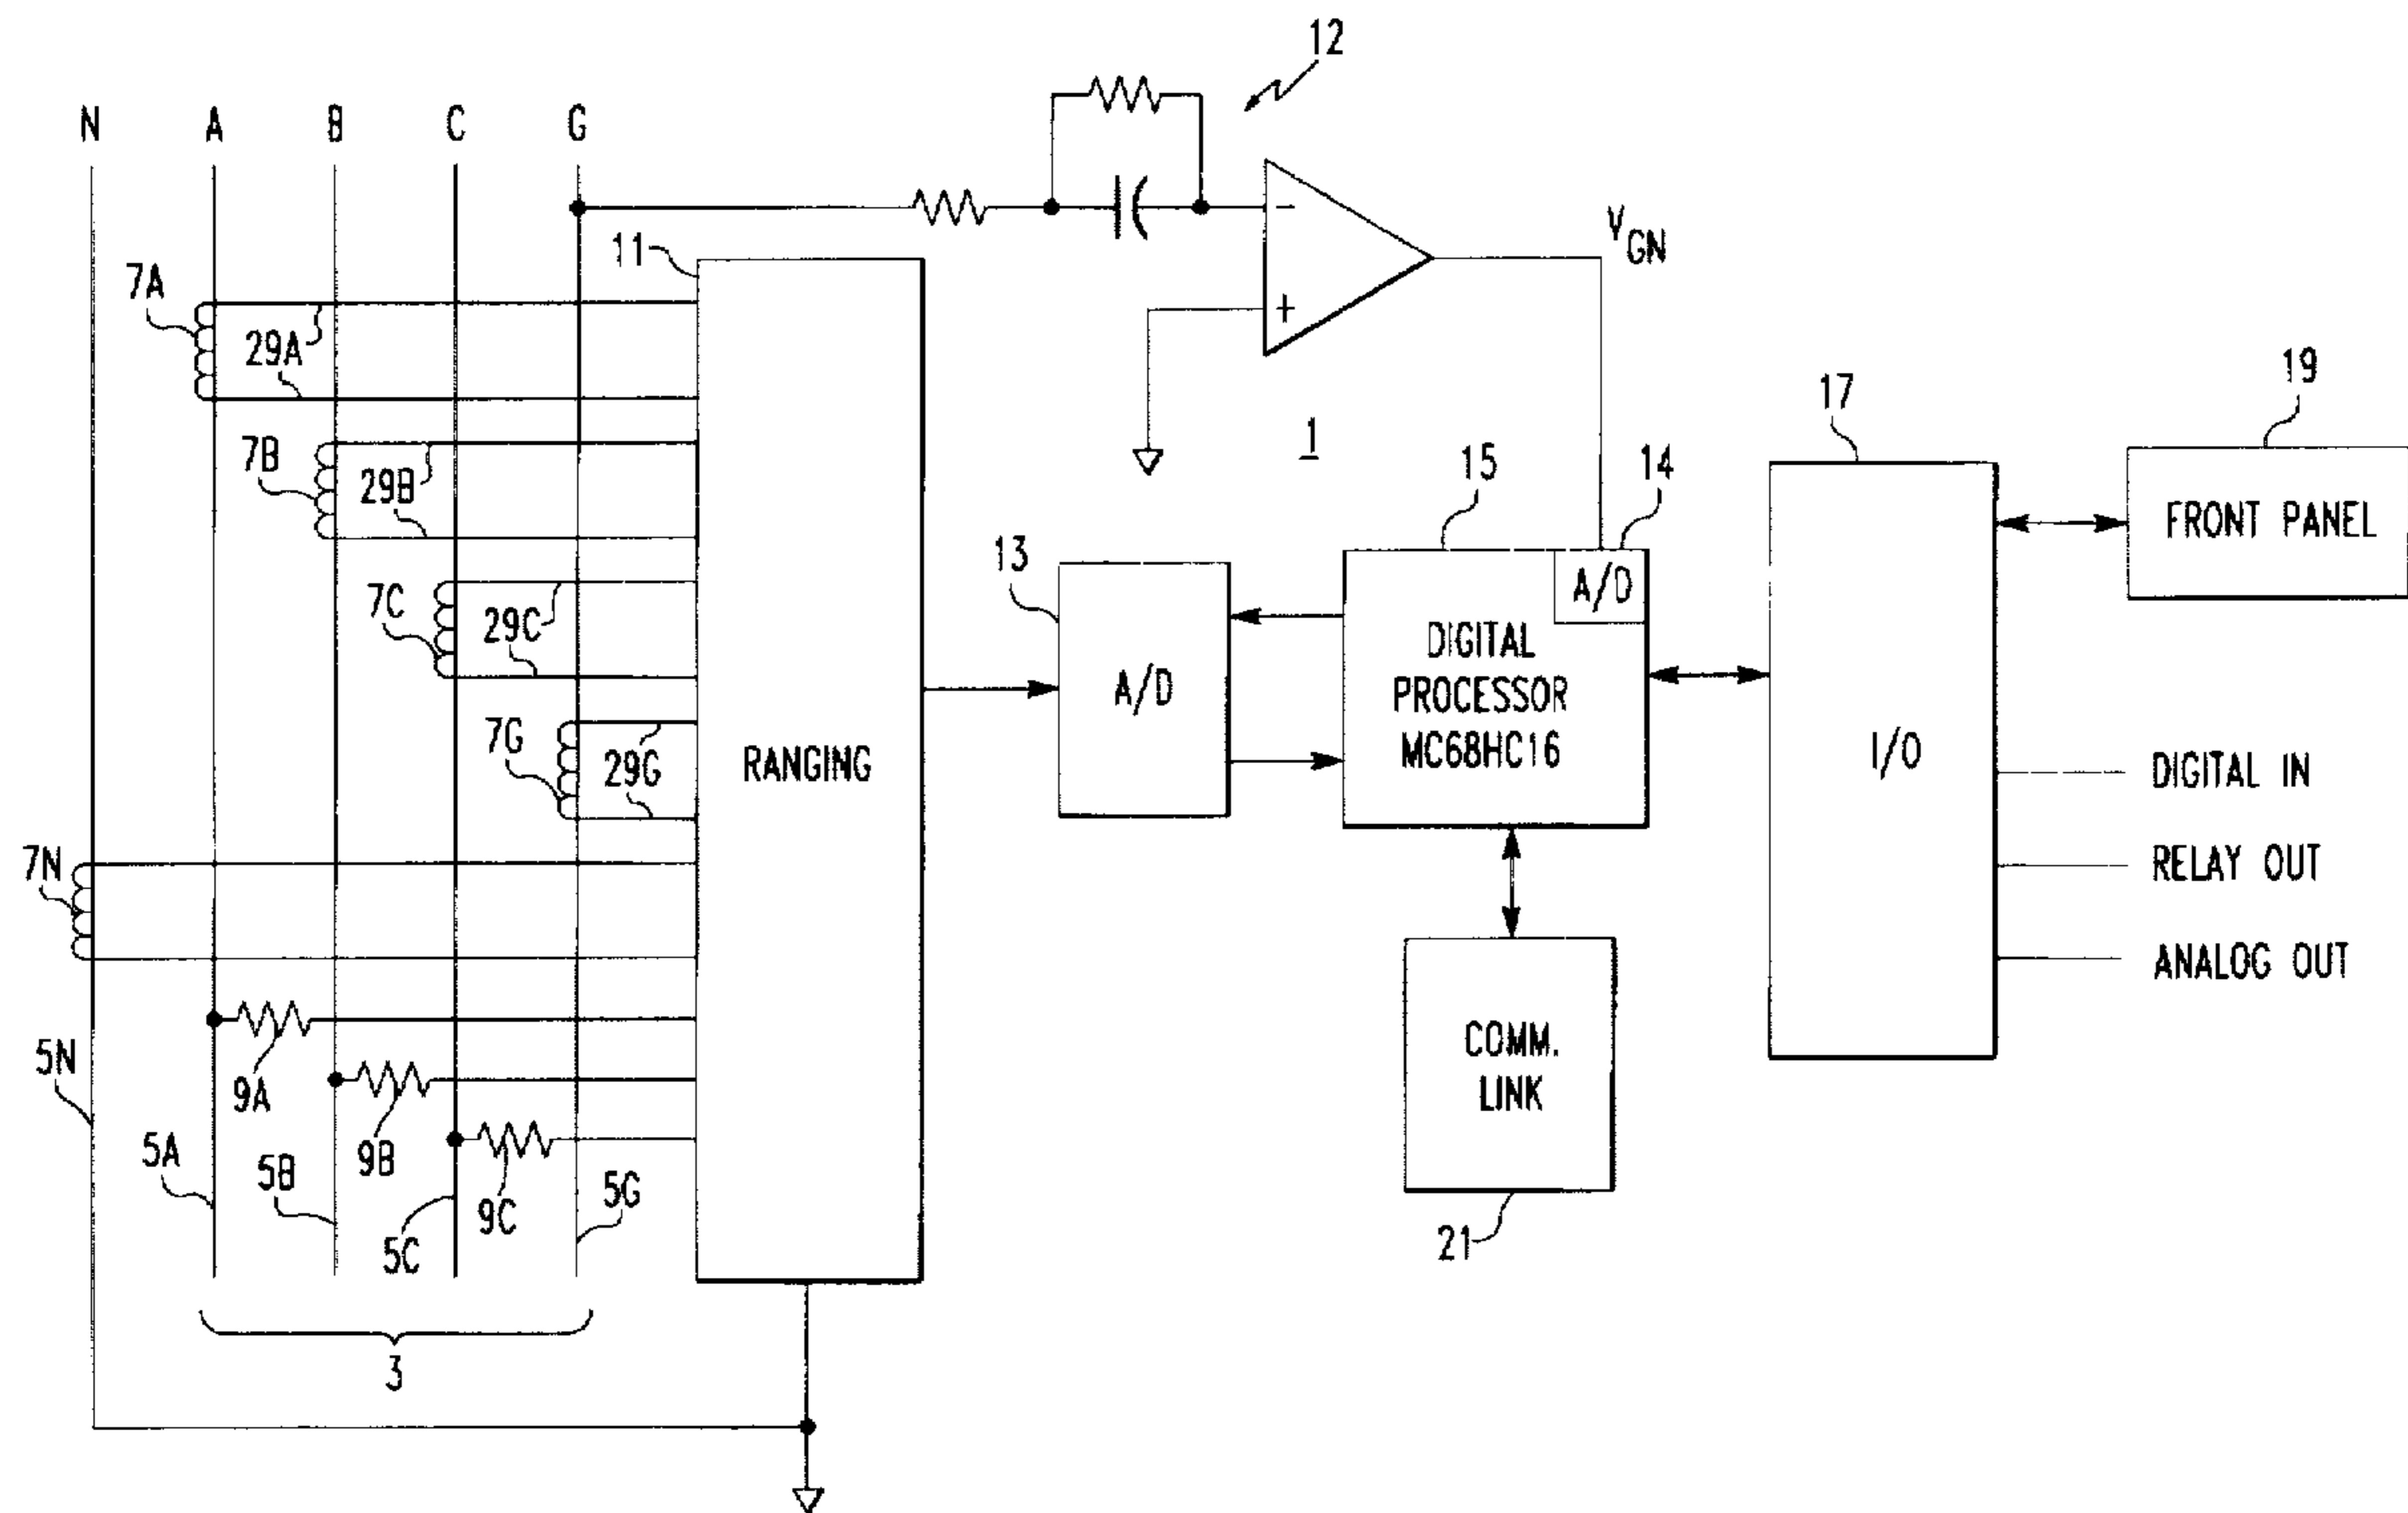 12
N A B C G
V GN
11
7A
29A
19
17
1
7B
29B
15
14
FRONT PANEL
13
A/D
7C
29C
DIGITAL
PROCESSOR
MC68HC16
A/D
7G
29G
RANGING
I/O
DIGITAL IN
7N
RELAY OUT
ANALOG OUT
5N
9A
COMM.
LINK
5A
5B
9B
5C
9C
5G
21
3
- 
+